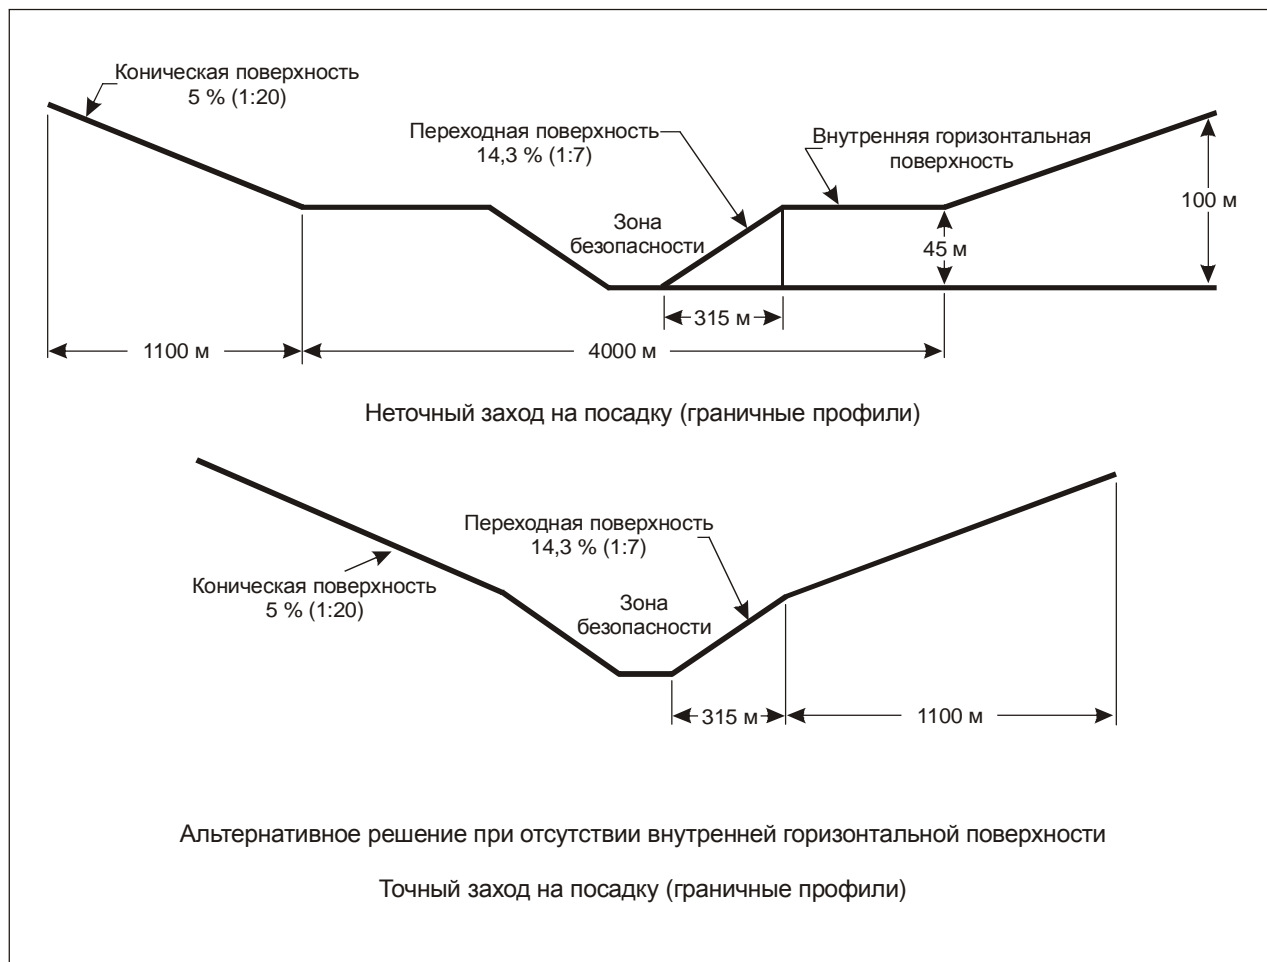 Коническая поверхность
5 % (1:20)
Переходная поверхность
14,3 % (1:7)
Внутренняя горизонтальная
поверхность
100 м
Зона
безопасности
45 м
315 м
1100 м
4000 м
Неточный заход на посадку (граничные профили)
Переходная поверхность
14,3 % (1:7)
Коническая поверхность
5 % (1:20)
Зона
безопасности
315 м
1100 м
Альтернативное решение при отсутствии внутренней горизонтальной поверхности
Точный заход на посадку (граничные профили)